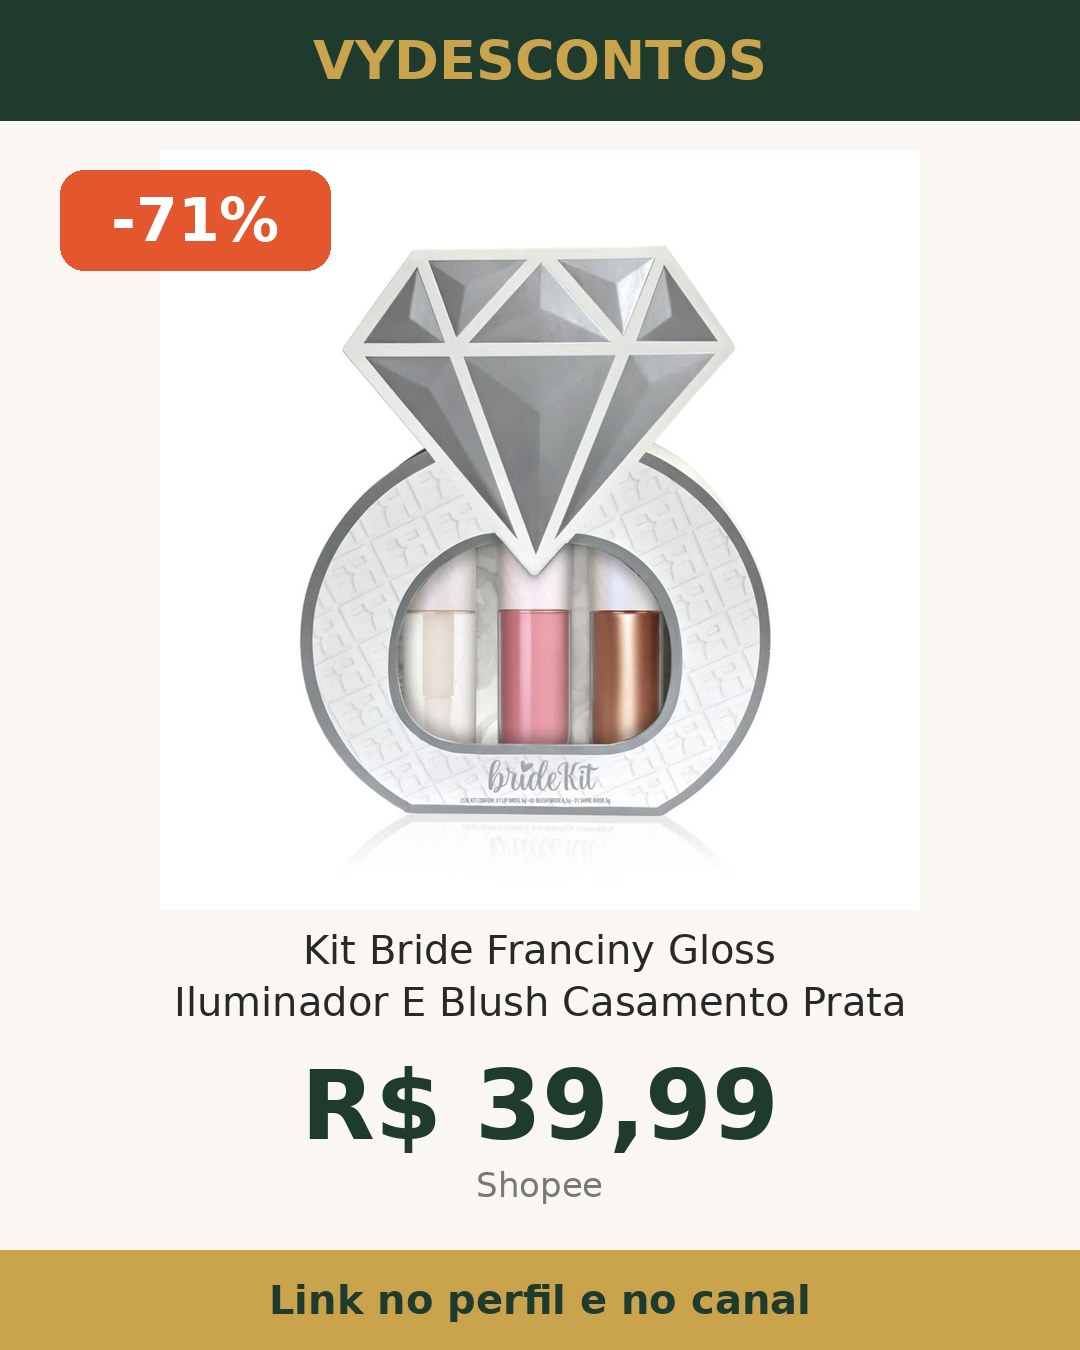 VYDESCONTOS
-71%
brideKit
Kit Bride Franciny Gloss
Iluminador E Blush Casamento Prata
R$ 39,99
Shopee
Link no perfil e no canal